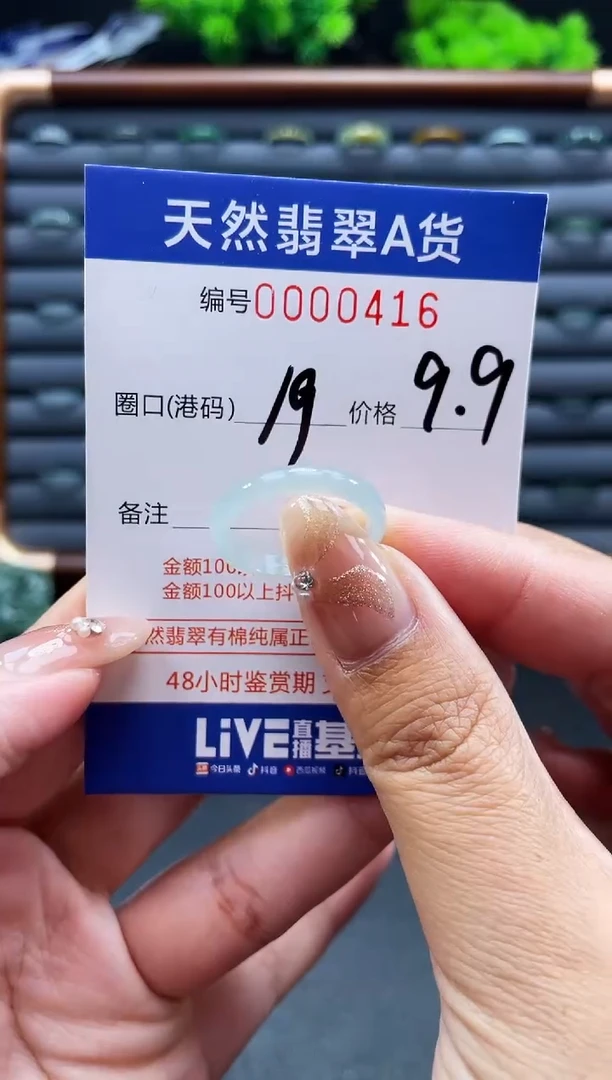 天然翡翠A货
编号0000416
圈口(港码) 19 价格 9.9
备注
金额100
金额100以上抖
然翡翠有棉纯属正
48小时鉴赏期
LiVE直播基
今日头条 抖音 西瓜视频